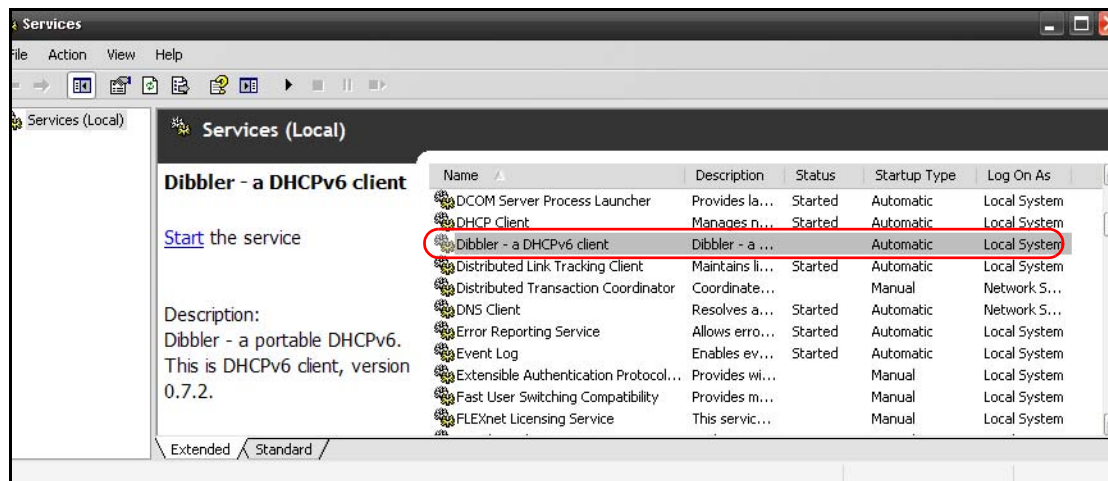 Services
File Action View Help
Services (Local)
Services (Local)
Dibbler - a DHCPv6 client
Start the service
Description:
Dibbler - a portable DHCPv6.
This is DHCPv6 client, version
0.7.2.
Name Description Status Startup Type Log On As
DCOM Server Process Launcher Provides la... Started Automatic Local System
DHCP Client Manages n... Started Automatic Local System
Dibbler - a DHCPv6 client Dibbler - a ... Automatic Local System
Distributed Link Tracking Client Maintains li... Started Automatic Local System
Distributed Transaction Coordinator Coordinate... Manual Network S...
DNS Client Resolves a... Started Automatic Network S...
Error Reporting Service Allows erro... Started Automatic Local System
Event Log Enables ev... Started Automatic Local System
Extensible Authentication Protocol... Provides wi... Manual Local System
Fast User Switching Compatibility Provides m... Manual Local System
FLEXnet Licensing Service This servic... Manual Local System
Extended Standard